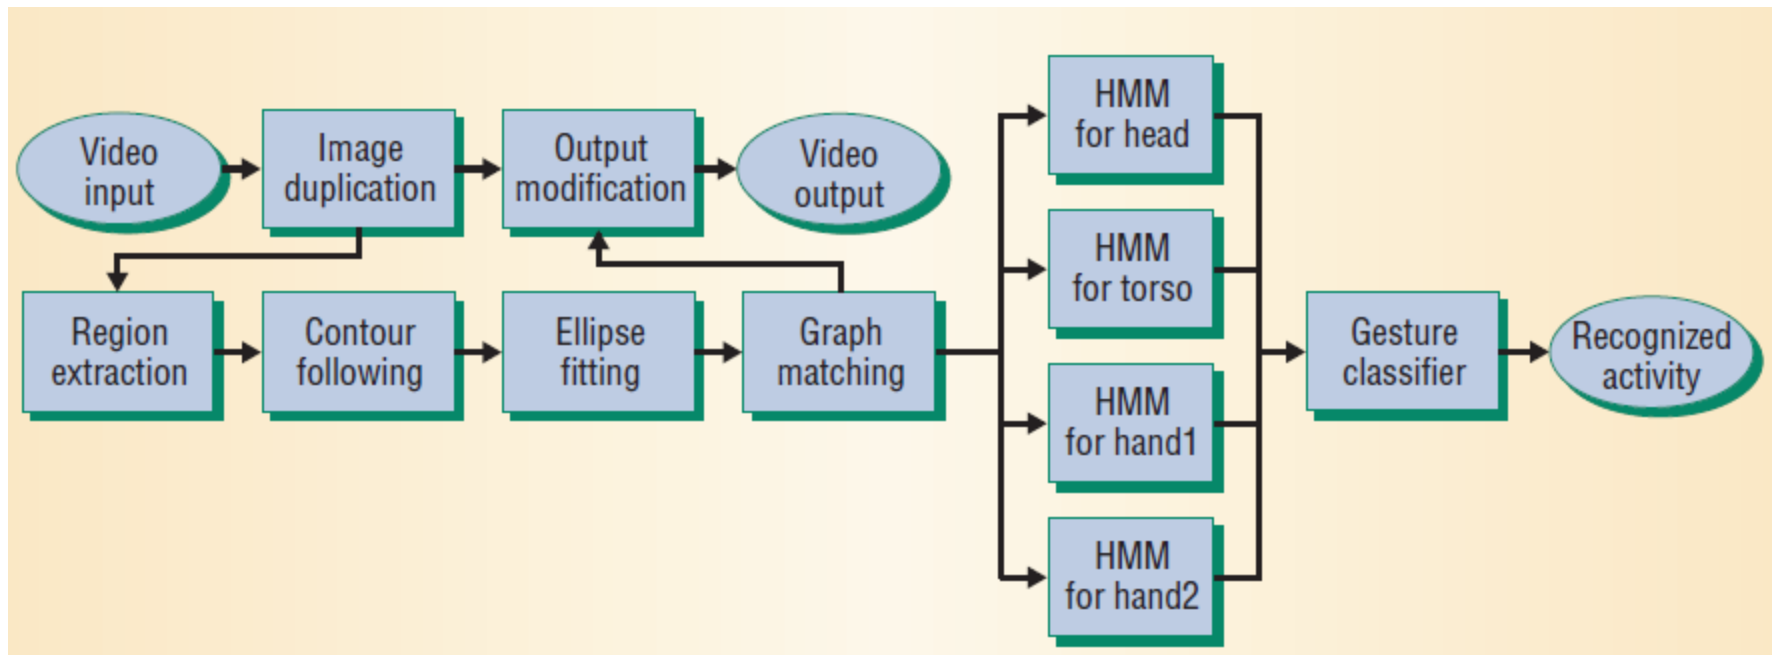 Video
input
Image
duplication
Output
modification
Video
output
Region
extraction
Contour
following
Ellipse
fitting
Graph
matching
HMM
for head
HMM
for torso
HMM
for hand1
HMM
for hand2
Gesture
classifier
Recognized
activity